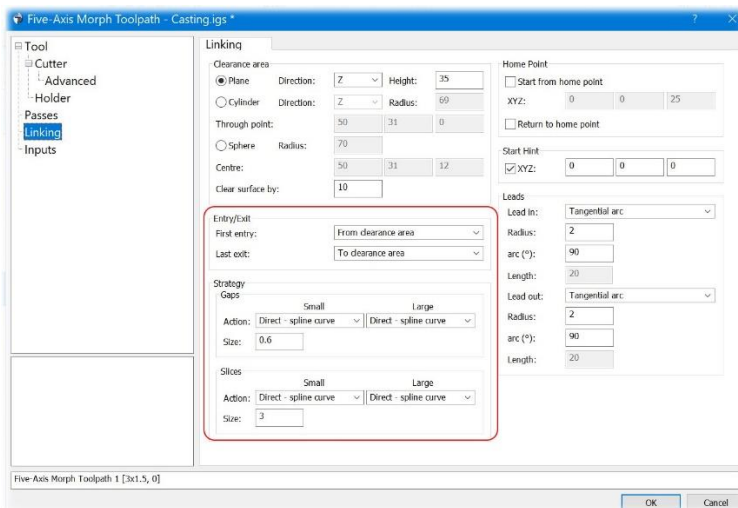 Five-Axis Morph Toolpath - Casting.igs *
? ×
Tool
Cutter
Advanced
Holder
Passes
Linking
Inputs
Linking
Clearance area
Plane Direction: Z Height: 35
Cylinder Direction: Z Radius: 69
Through point: 50 31 0
Sphere Radius: 70
Centre: 50 31 12
Clear surface by: 10
Entry/Exit
First entry: From clearance area
Last exit: To clearance area
Strategy
Gaps
Small Large
Action: Direct - spline curve Direct - spline curve
Size: 0.6
Slices
Small Large
Action: Direct - spline curve Direct - spline curve
Size: 3
Home Point
Start from home point
XYZ: 0 0 25
Return to home point
Start Hint
XYZ: 0 0 0
Leads
Lead in: Tangential arc
Radius: 2
arc (°): 90
Length: 20
Lead out: Tangential arc
Radius: 2
arc (°): 90
Length: 20
Five-Axis Morph Toolpath 1 [3x1.5, 0]
OK Cancel